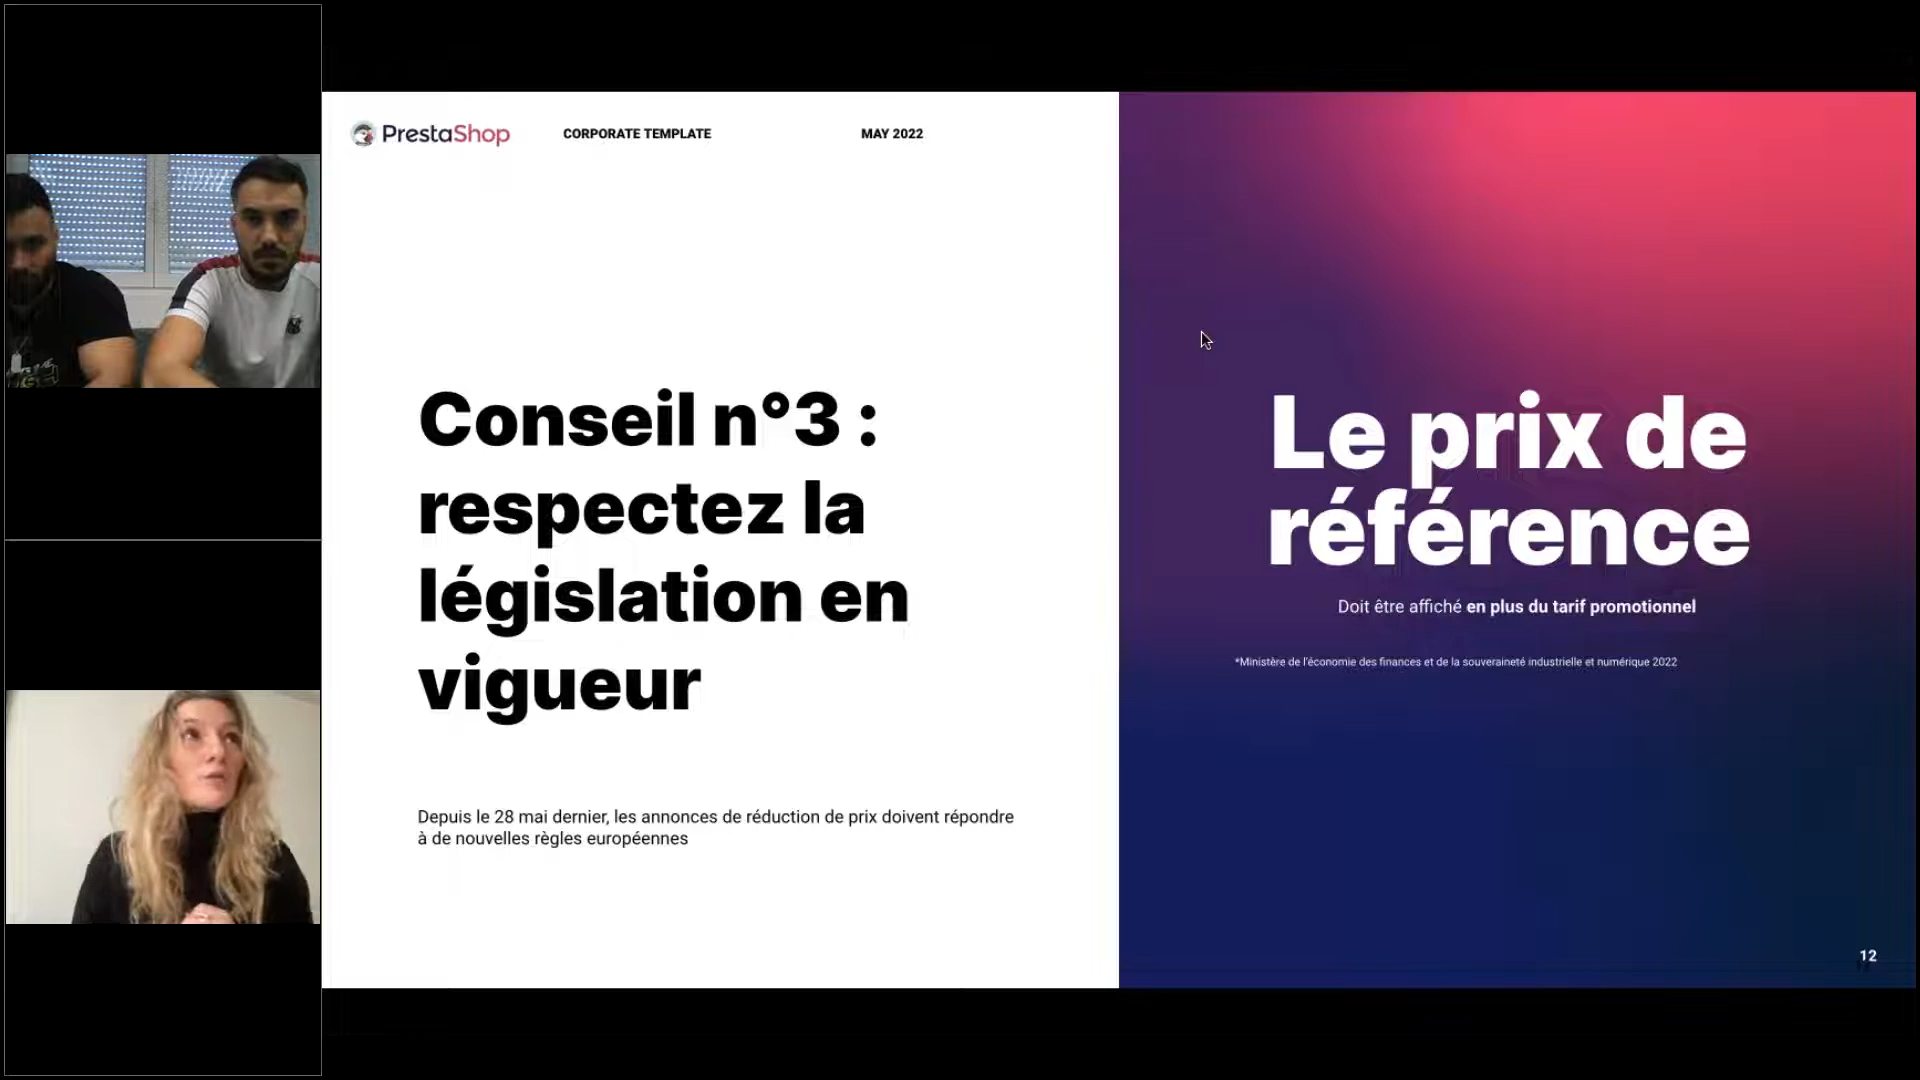 PrestaShop
CORPORATE TEMPLATE
MAY 2022
Conseil n°3 :
respectez la
législation en
vigueur
Depuis le 28 mai dernier, les annonces de réduction de prix doivent répondre
à de nouvelles règles européennes
Le prix de
référence
Doit être affiché en plus du tarif promotionnel
*Ministère de l'économie des finances et de la souveraineté industrielle et numérique 2022
12